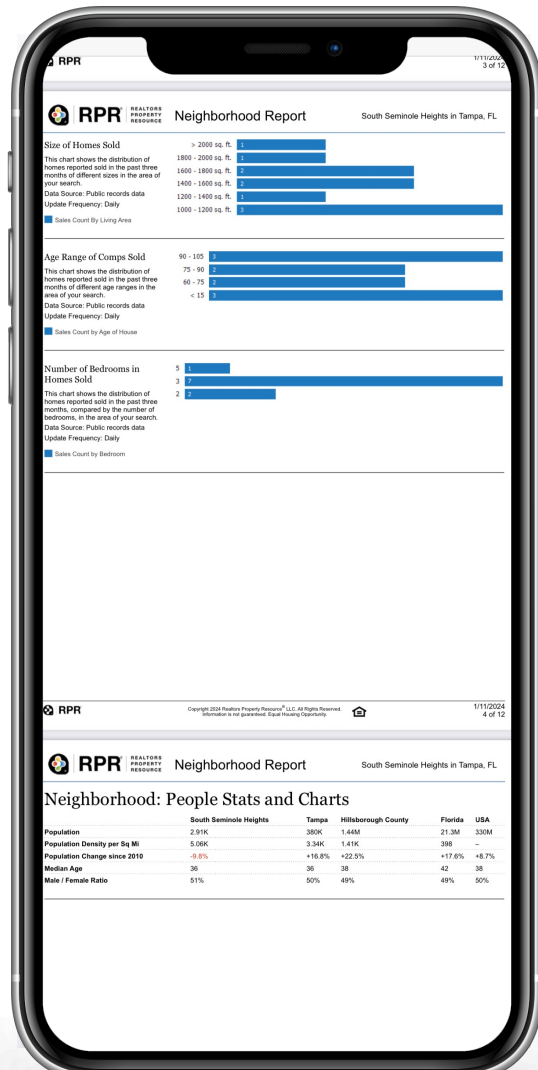 RPR
1/11/2024
3 of 12
RPR® REALTORS PROPERTY RESOURCE
Neighborhood Report
South Seminole Heights in Tampa, FL
Size of Homes Sold
This chart shows the distribution of
homes reported sold in the past three
months of different sizes in the area of
your search.
Data Source: Public records data
Update Frequency: Daily
Sales Count By Living Area
> 2000 sq. ft. 1
1800 - 2000 sq. ft. 1
1600 - 1800 sq. ft. 2
1400 - 1600 sq. ft. 2
1200 - 1400 sq. ft. 1
1000 - 1200 sq. ft. 3
Age Range of Comps Sold
This chart shows the distribution of
homes reported sold in the past three
months of different age ranges in the
area of your search.
Data Source: Public records data
Update Frequency: Daily
Sales Count by Age of House
90 - 105 3
75 - 90 2
60 - 75 2
< 15 3
Number of Bedrooms in
Homes Sold
This chart shows the distribution of
homes reported sold in the past three
months, compared by the number of
bedrooms, in the area of your search.
Data Source: Public records data
Update Frequency: Daily
Sales Count by Bedroom
5 1
3 7
2 2
RPR
Copyright 2024 Realtors Property Resource® LLC. All Rights Reserved.
Information is not guaranteed. Equal Housing Opportunity.
1/11/2024
4 of 12
RPR® REALTORS PROPERTY RESOURCE
Neighborhood Report
South Seminole Heights in Tampa, FL
Neighborhood: People Stats and Charts
South Seminole Heights Tampa Hillsborough County Florida USA
Population 2.91K 380K 1.44M 21.3M 330M
Population Density per Sq Mi 5.06K 3.34K 1.41K 398 –
Population Change since 2010 -9.8% +16.8% +22.5% +17.6% +8.7%
Median Age 36 36 38 42 38
Male / Female Ratio 51% 50% 49% 49% 50%